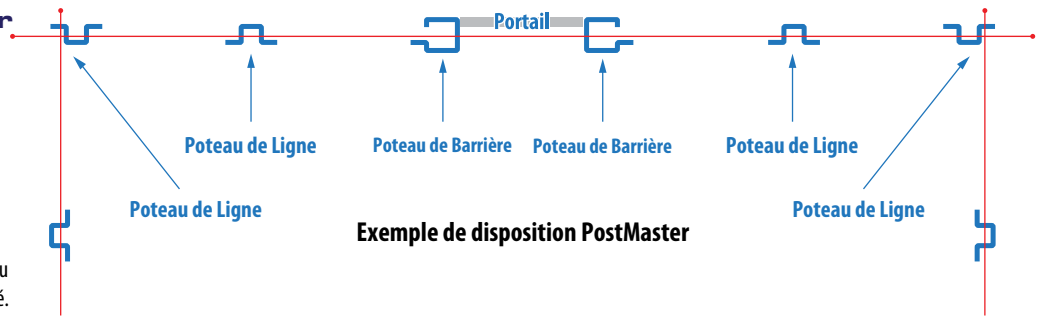 r
Portail
Poteau de Ligne
Poteau de Barrière
Poteau de Barrière
Poteau de Ligne
Poteau de Ligne
Poteau de Ligne
Exemple de disposition PostMaster
u
é.